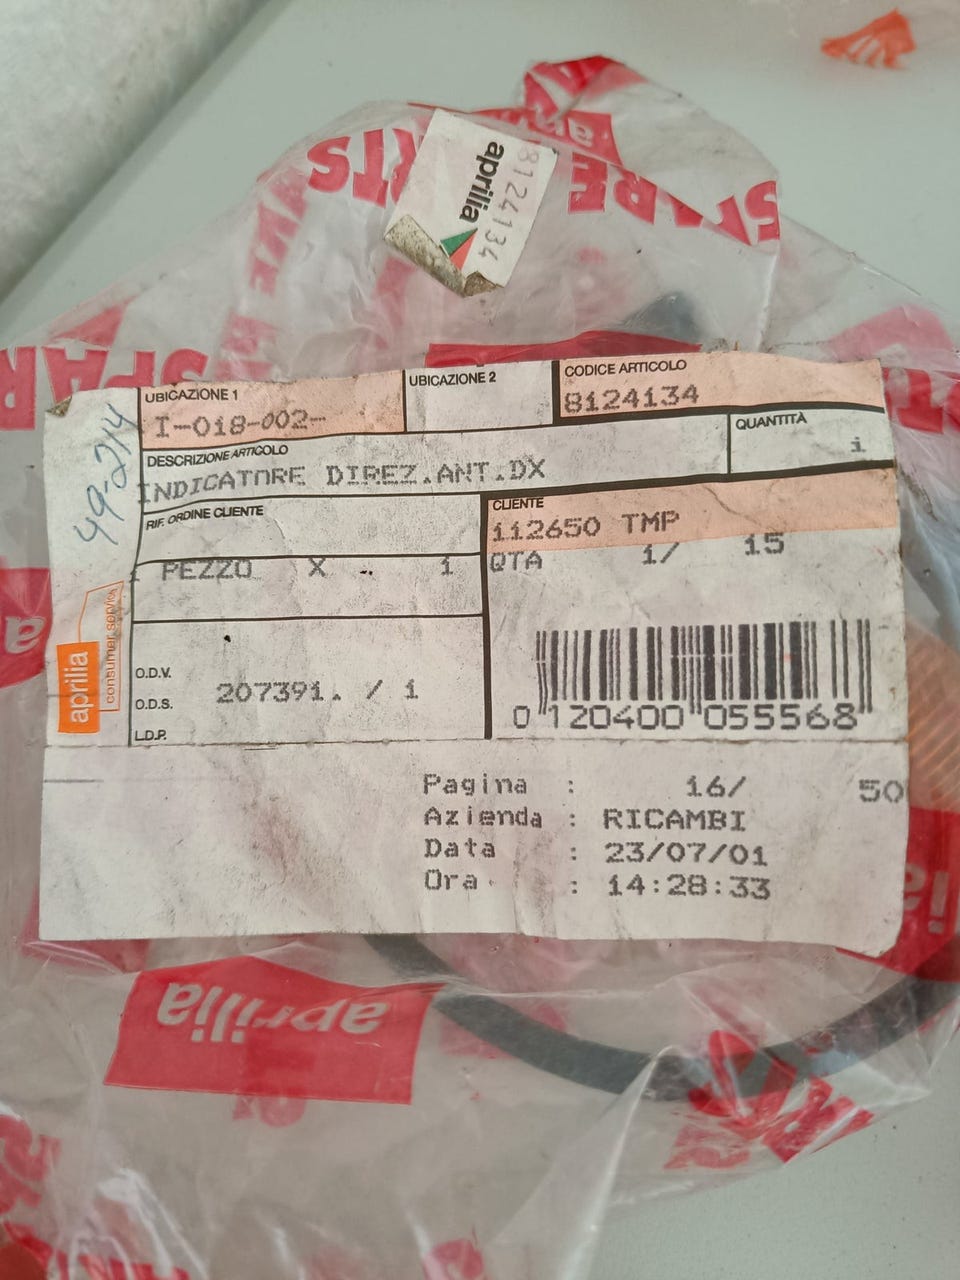 SPARE
PARTS
aprilia
8124134
UBICAZIONE 1
I-018-002-
UBICAZIONE 2
CODICE ARTICOLO
8124134
49-214
DESCRIZIONE ARTICOLO
INDICATORE DIREZ.ANT.DX
QUANTITÀ
1
RIF. ORDINE CLIENTE
CLIENTE
112650 TMP
PEZZO X 1
QTA 1/ 15
aprilia
consumer service
O.D.V.
O.D.S.
207391. / 1
L.D.P.
0 120400 055568
Pagina : 16/ 50
Azienda : RICAMBI
Data : 23/07/01
Ora : 14:28:33
aprilia